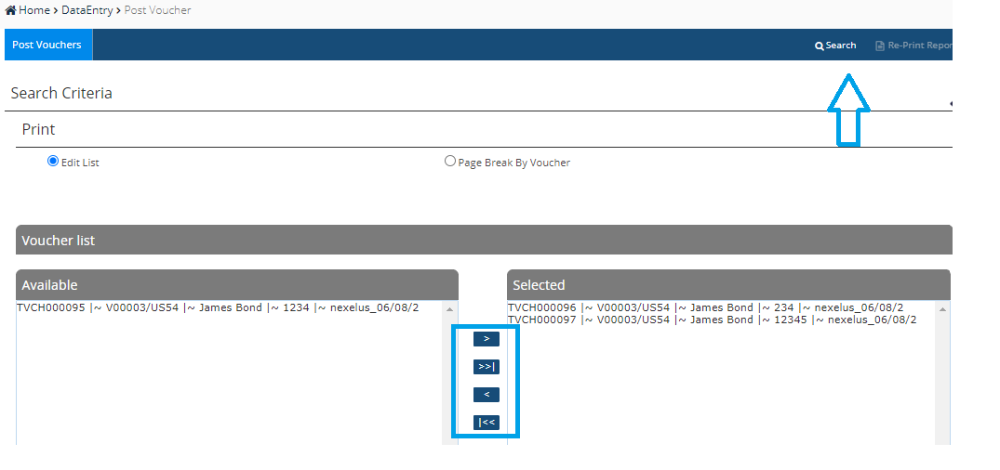 Home > DataEntry > Post Voucher
Post Vouchers Search Re-Print Repor
Search Criteria
Print
Edit List Page Break By Voucher
Voucher list
Available Selected
TVCH000095 |~ V00003/US54 |~ James Bond |~ 1234 |~ nexelus_06/08/2
TVCH000096 |~ V00003/US54 |~ James Bond |~ 234 |~ nexelus_06/08/2
TVCH000097 |~ V00003/US54 |~ James Bond |~ 12345 |~ nexelus_06/08/2
>
>>|
<
|<<